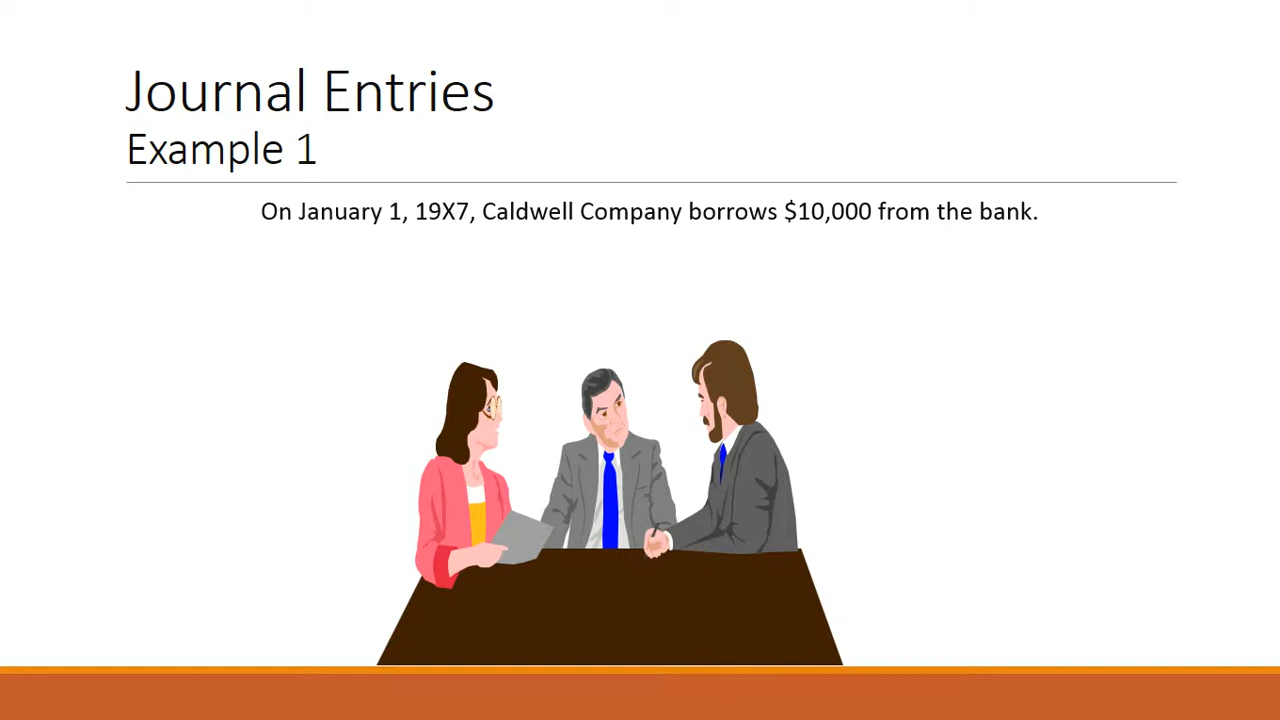 Journal Entries
Example 1
On January 1, 19X7, Caldwell Company borrows $10,000 from the bank.